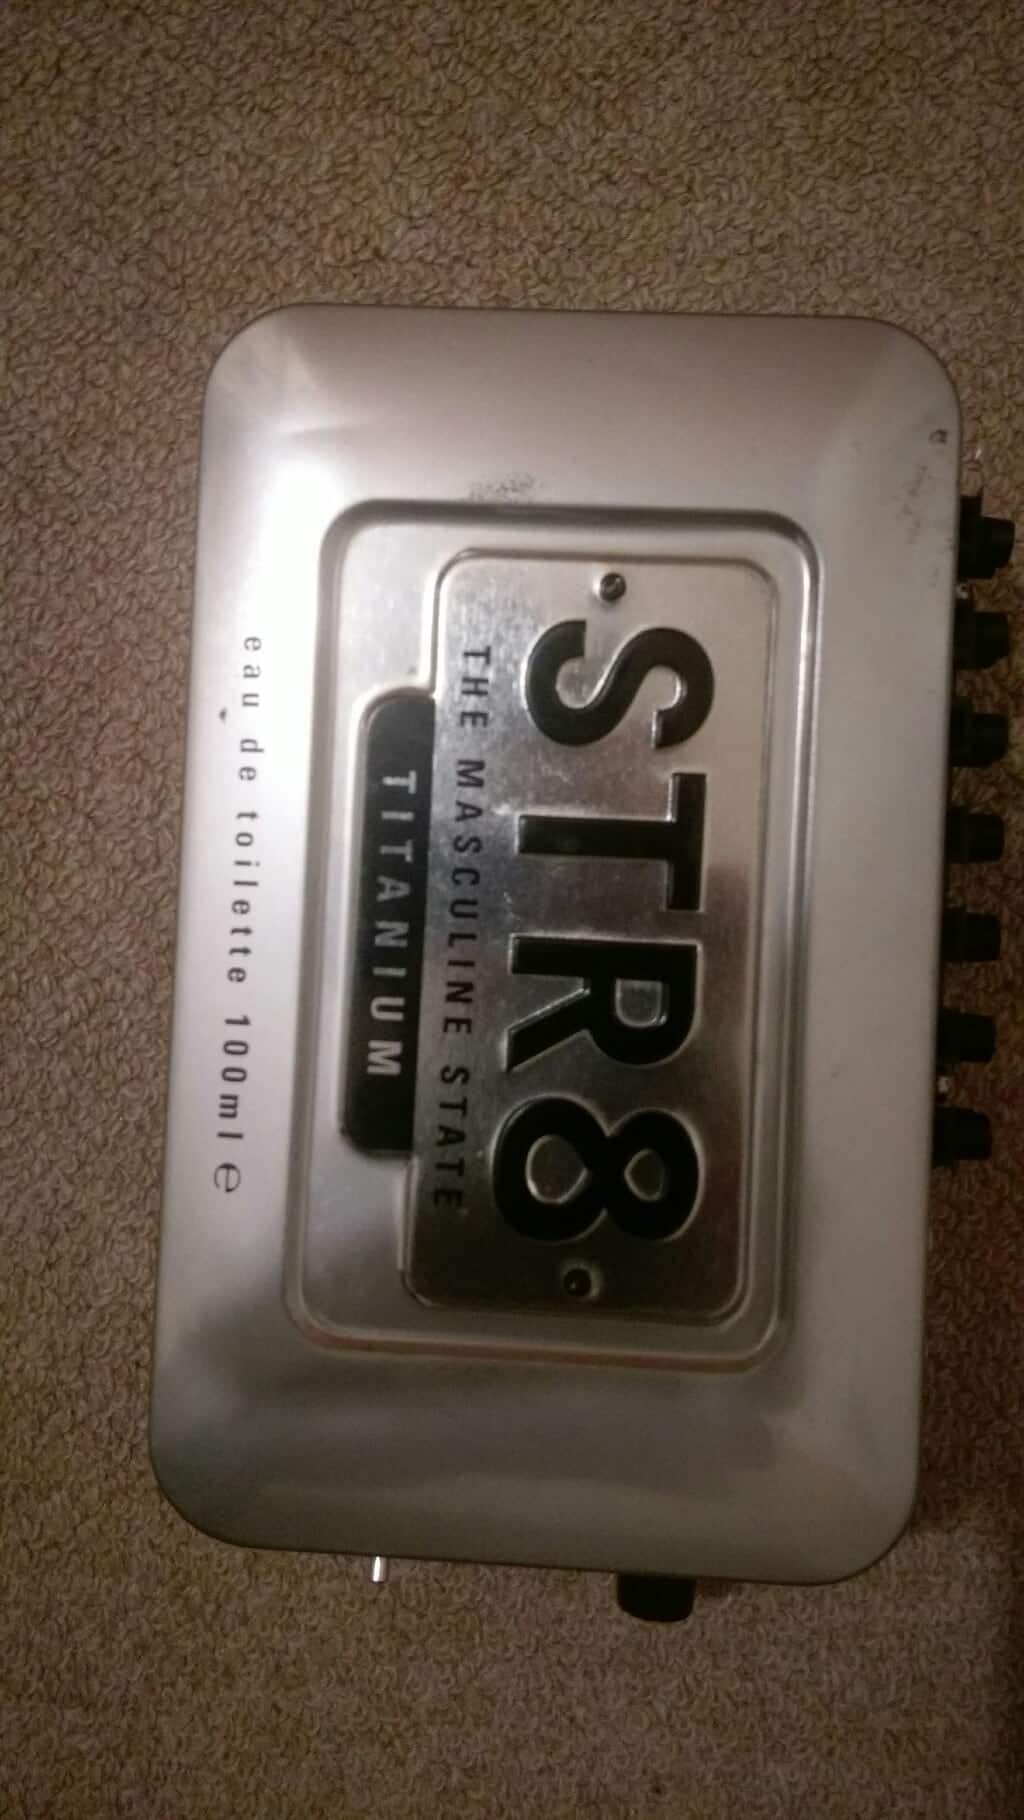 STR8
THE MASCULINE STATE
TITANIUM
eau de toilette 100ml ℮